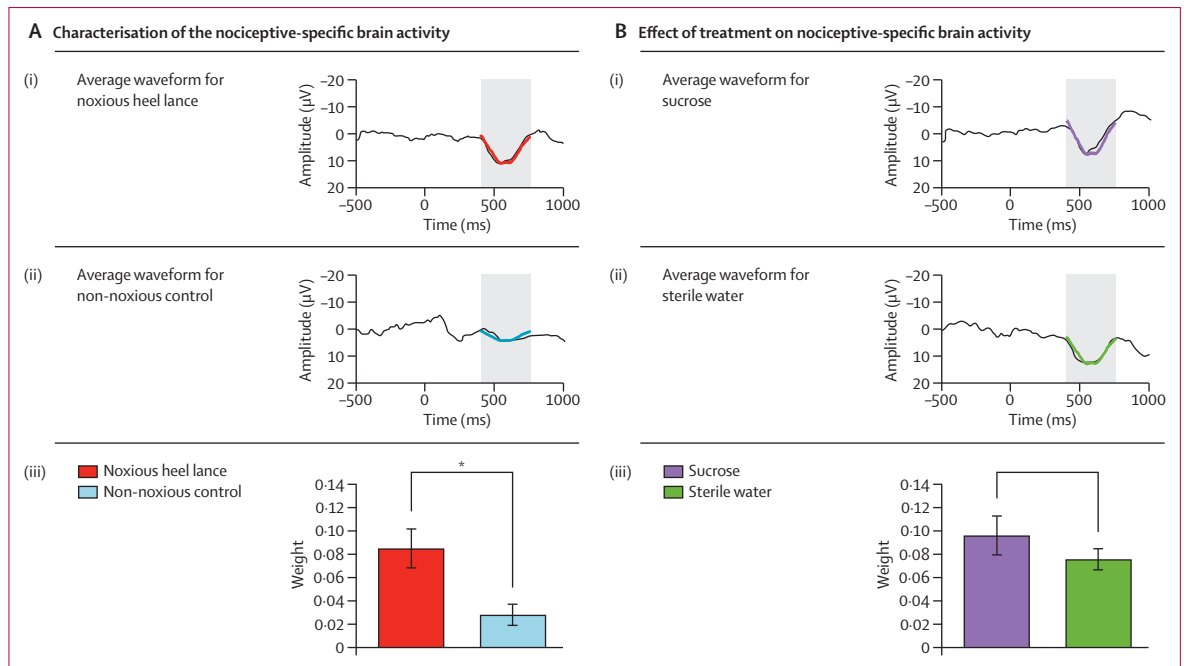 A Characterisation of the nociceptive-specific brain activity
(i) Average waveform for
noxious heel lance
Amplitude (μV)
–20
–10
0
10
20
–500 0 500 1000
Time (ms)
(ii) Average waveform for
non-noxious control
Amplitude (μV)
–20
–10
0
10
20
–500 0 500 1000
Time (ms)
(iii) Noxious heel lance
Non-noxious control
*
Weight
0·14
0·12
0·10
0·08
0·06
0·04
0·02
0
B Effect of treatment on nociceptive-specific brain activity
(i) Average waveform for
sucrose
Amplitude (μV)
–20
–10
0
10
20
–500 0 500 1000
Time (ms)
(ii) Average waveform for
sterile water
Amplitude (μV)
–20
–10
0
10
20
–500 0 500 1000
Time (ms)
(iii) Sucrose
Sterile water
Weight
0·14
0·12
0·10
0·08
0·06
0·04
0·02
0